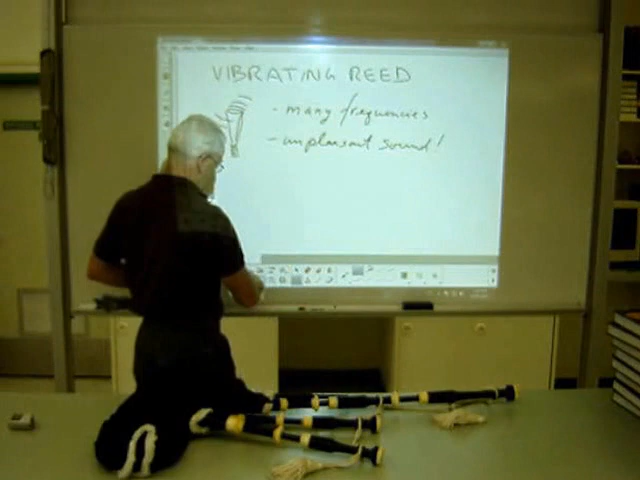 VIBRATING REED
- many frequencies
- unpleasant sound!